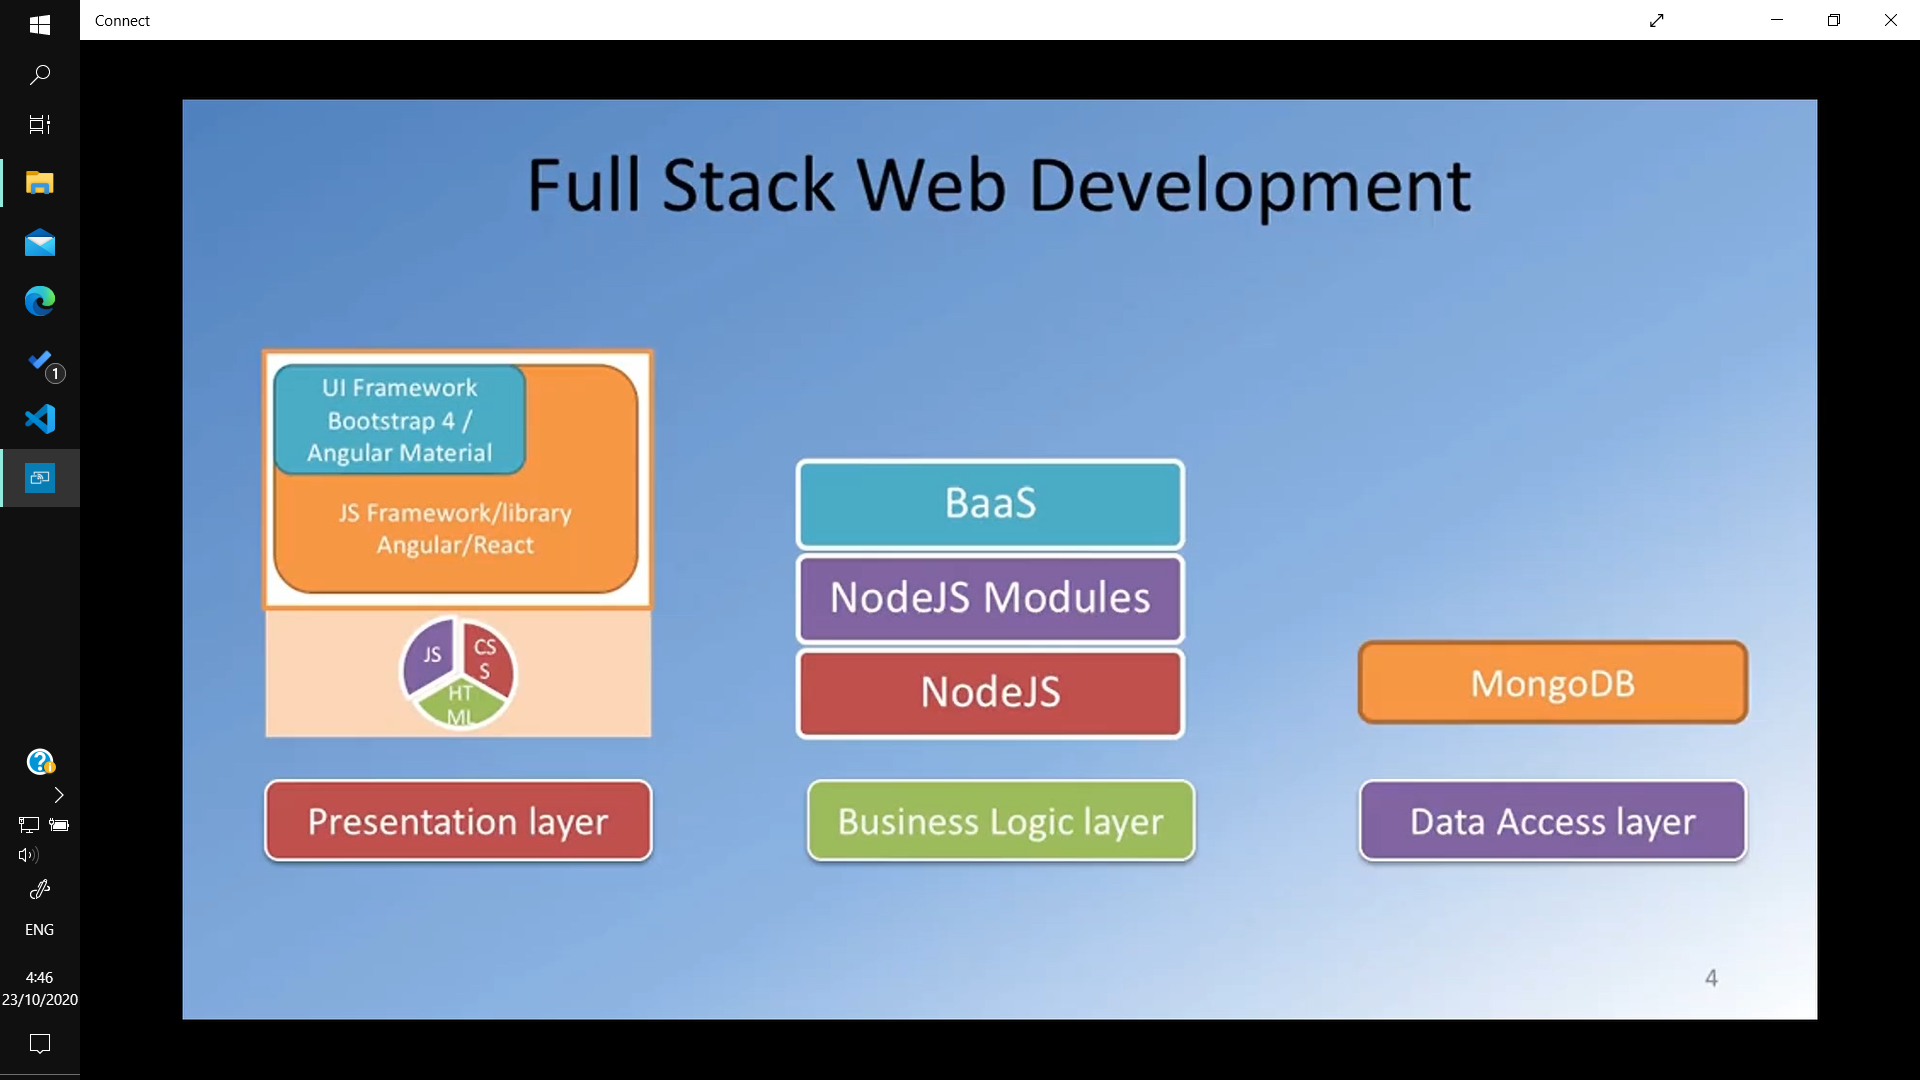 Connect
Full Stack Web Development
UI Framework
Bootstrap 4 /
Angular Material
JS Framework/library
Angular/React
JS
CS
S
HT
ML
BaaS
NodeJS Modules
NodeJS
MongoDB
Presentation layer
Business Logic layer
Data Access layer
4
1
ENG
4:46
23/10/2020